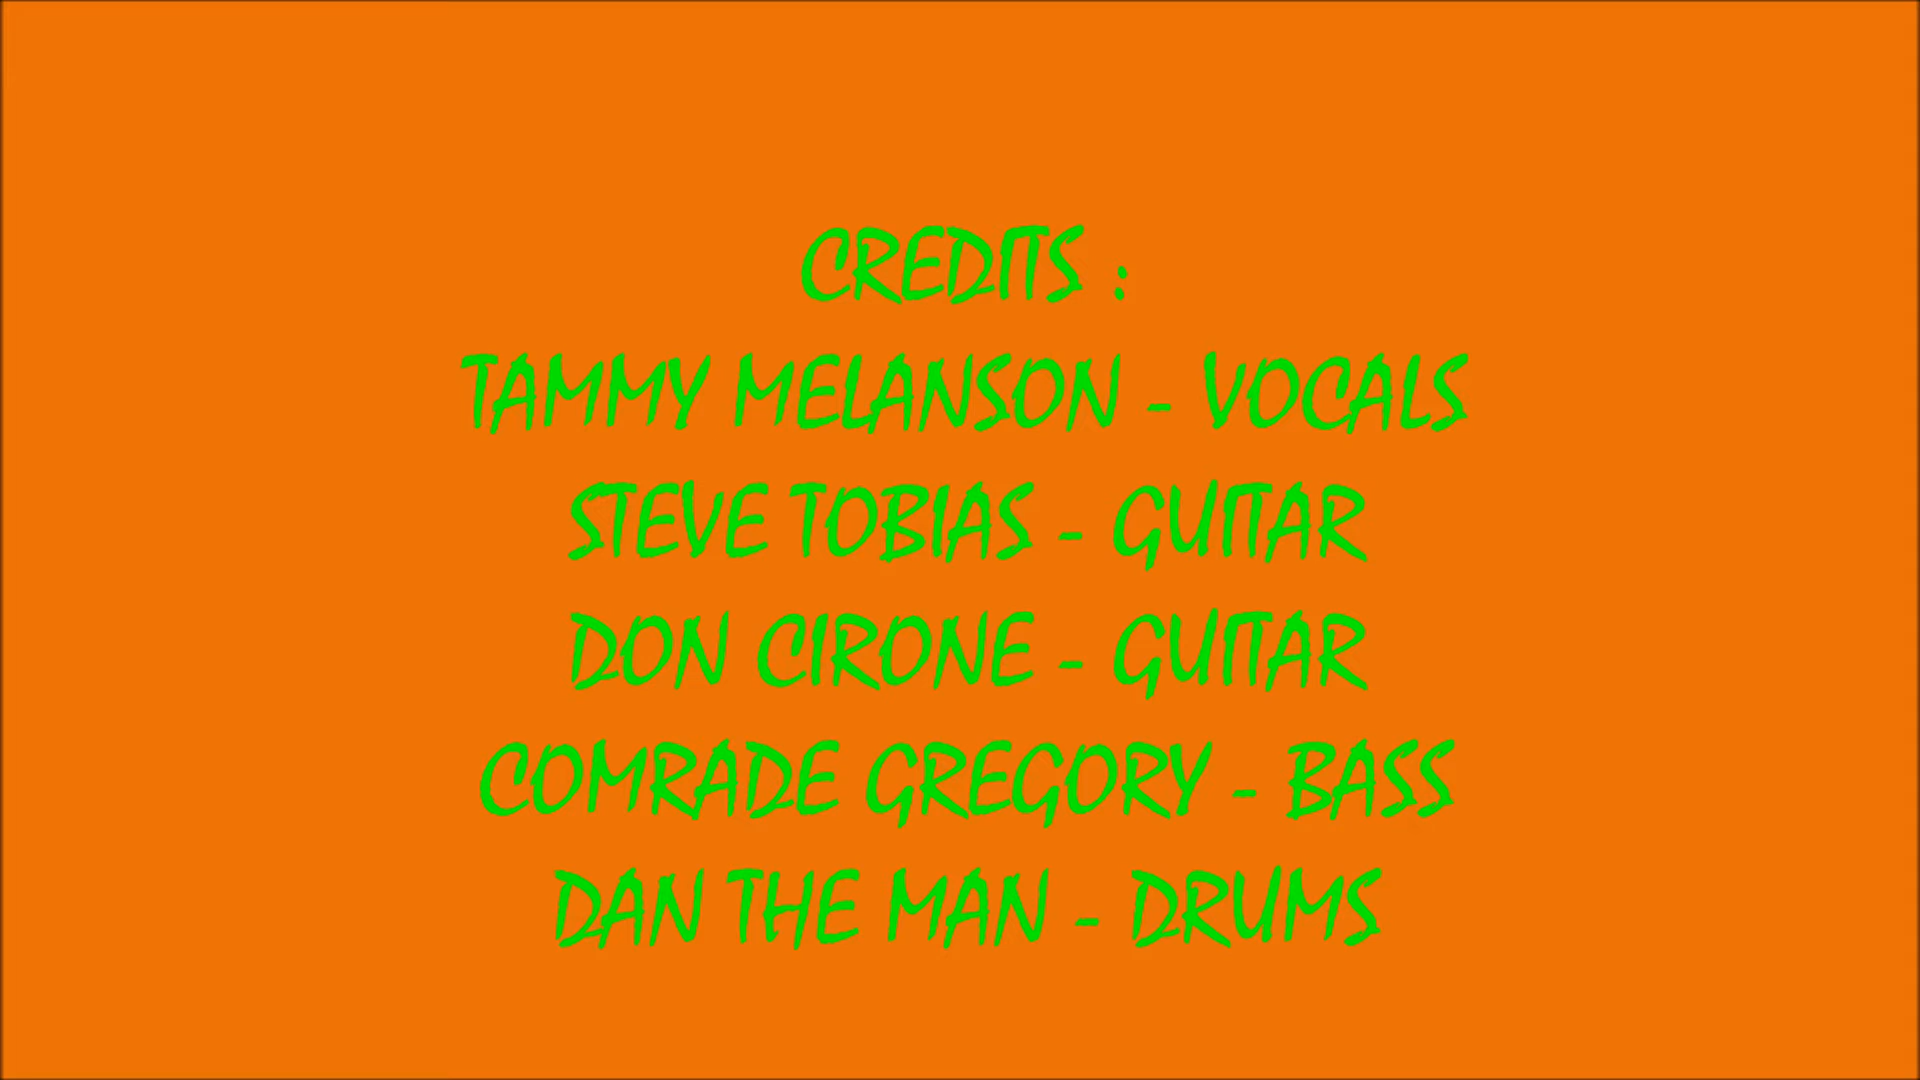 CREDITS :
TAMMY MELANSON - VOCALS
STEVE TOBIAS - GUITAR
DON CIRONE - GUITAR
COMRADE GREGORY - BASS
DAN THE MAN - DRUMS